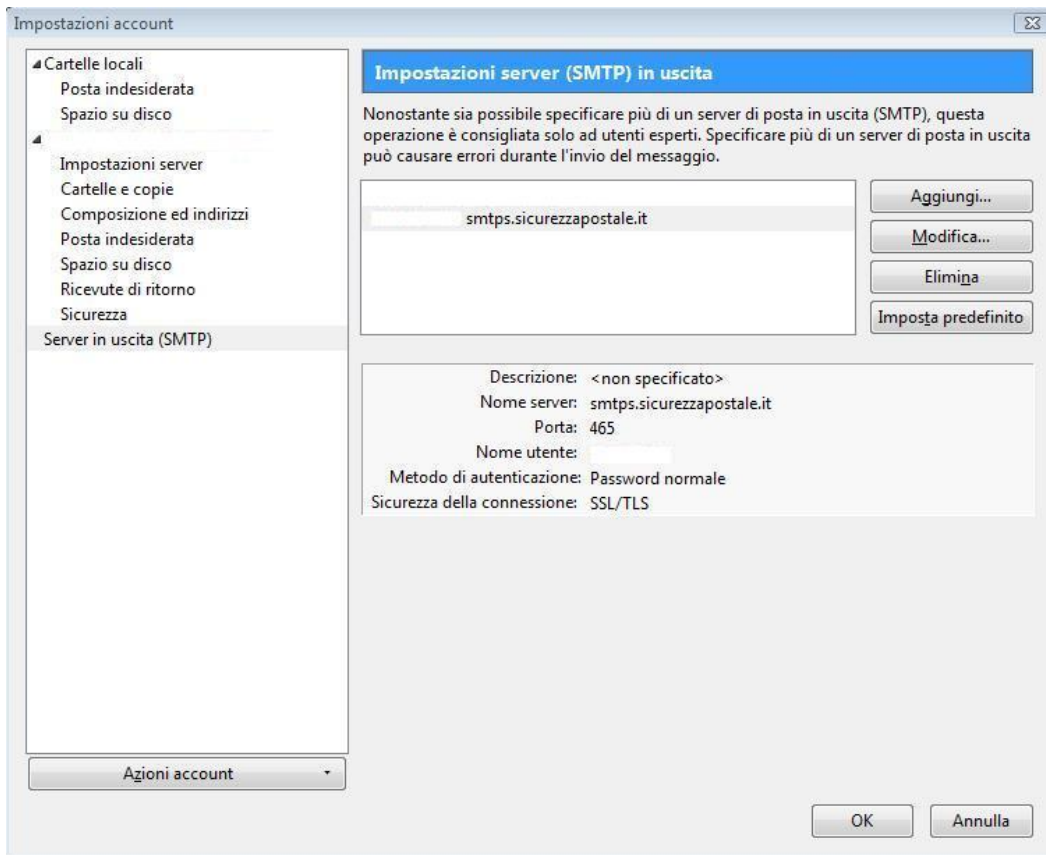 Impostazioni account
Cartelle locali
Posta indesiderata
Spazio su disco
Impostazioni server
Cartelle e copie
Composizione ed indirizzi
Posta indesiderata
Spazio su disco
Ricevute di ritorno
Sicurezza
Server in uscita (SMTP)
Azioni account
Impostazioni server (SMTP) in uscita
Nonostante sia possibile specificare più di un server di posta in uscita (SMTP), questa
operazione è consigliata solo ad utenti esperti. Specificare più di un server di posta in uscita
può causare errori durante l'invio del messaggio.
smtps.sicurezzapostale.it
Aggiungi...
Modifica...
Elimina
Imposta predefinito
Descrizione: <non specificato>
Nome server: smtps.sicurezzapostale.it
Porta: 465
Nome utente:
Metodo di autenticazione: Password normale
Sicurezza della connessione: SSL/TLS
OK
Annulla